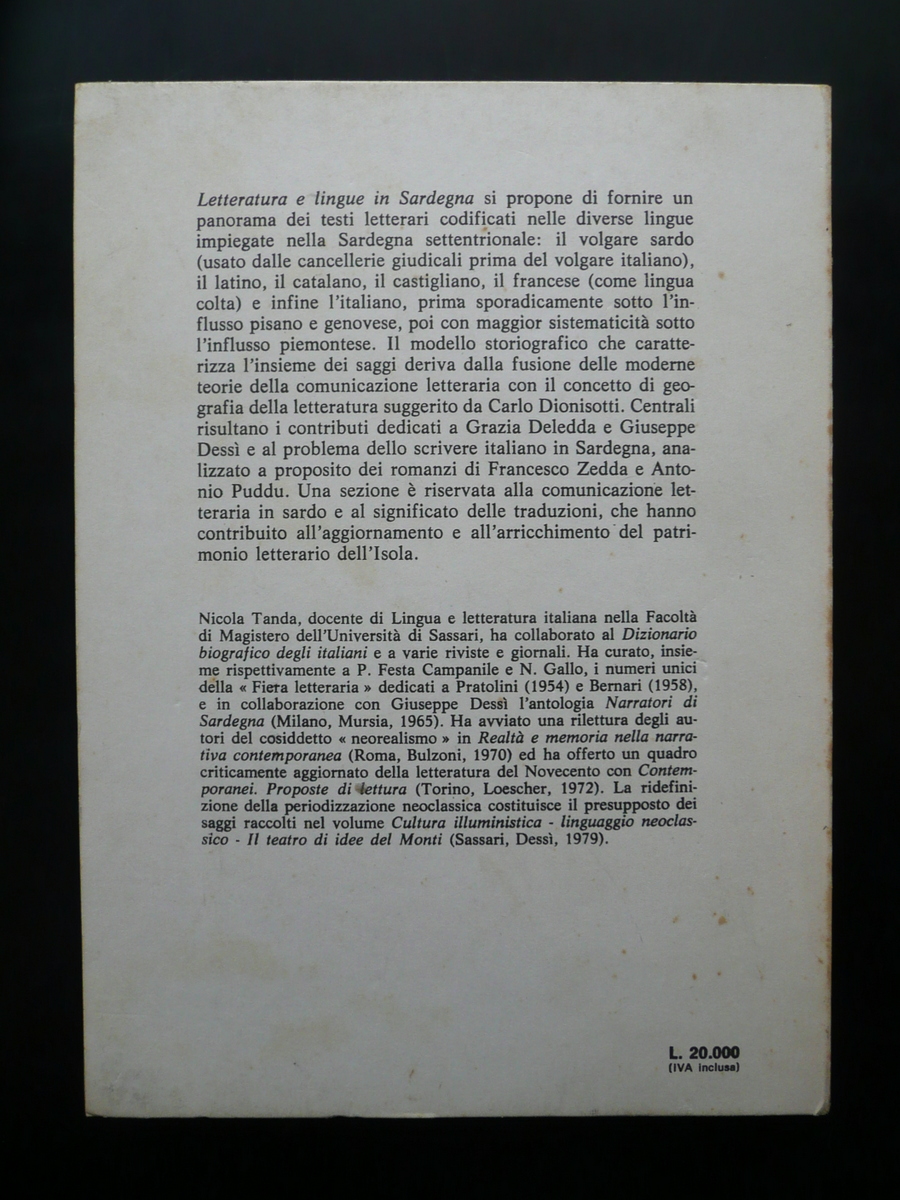 Letteratura e lingue in Sardegna si propone di fornire un
panorama dei testi letterari codificati nelle diverse lingue
impiegate nella Sardegna settentrionale: il volgare sardo
(usato dalle cancellerie giudicali prima del volgare italiano),
il latino, il catalano, il castigliano, il francese (come lingua
colta) e infine l'italiano, prima sporadicamente sotto l'in-
flusso pisano e genovese, poi con maggior sistematicità sotto
l'influsso piemontese. Il modello storiografico che caratte-
rizza l'insieme dei saggi deriva dalla fusione delle moderne
teorie della comunicazione letteraria con il concetto di geo-
grafia della letteratura suggerito da Carlo Dionisotti. Centrali
risultano i contributi dedicati a Grazia Deledda e Giuseppe
Dessì e al problema dello scrivere italiano in Sardegna, ana-
lizzato a proposito dei romanzi di Francesco Zedda e Anto-
nio Puddu. Una sezione è riservata alla comunicazione let-
teraria in sardo e al significato delle traduzioni, che hanno
contribuito all'aggiornamento e all'arricchimento del patri-
monio letterario dell'Isola.
Nicola Tanda, docente di Lingua e letteratura italiana nella Facoltà
di Magistero dell'Università di Sassari, ha collaborato al Dizionario
biografico degli italiani e a varie riviste e giornali. Ha curato, insie-
me rispettivamente a P. Festa Campanile e N. Gallo, i numeri unici
della « Fiera letteraria » dedicati a Pratolini (1954) e Bernari (1958),
e in collaborazione con Giuseppe Dessì l'antologia Narratori di
Sardegna (Milano, Mursia, 1965). Ha avviato una rilettura degli au-
tori del cosiddetto « neorealismo » in Realtà e memoria nella narra-
tiva contemporanea (Roma, Bulzoni, 1970) ed ha offerto un quadro
criticamente aggiornato della letteratura del Novecento con Contem-
poranei. Proposte di lettura (Torino, Loescher, 1972). La ridefini-
zione della periodizzazione neoclassica costituisce il presupposto dei
saggi raccolti nel volume Cultura illuministica - linguaggio neoclas-
sico - Il teatro di idee del Monti (Sassari, Dessì, 1979).
L. 20.000
(IVA inclusa)